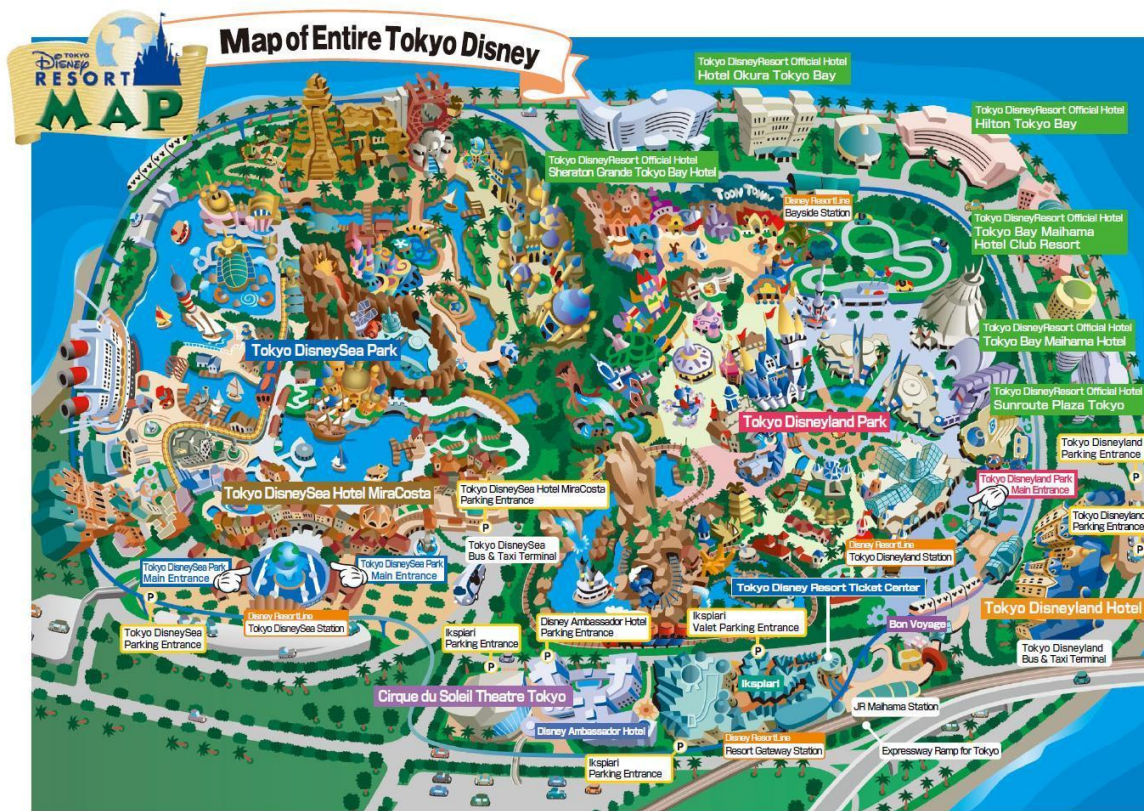 TOKYO
Disney
RESORT
MAP
Map of Entire Tokyo Disney
Tokyo DisneyResort Official Hotel
Hotel Okura Tokyo Bay
Tokyo DisneyResort Official Hotel
Hilton Tokyo Bay
Tokyo DisneyResort Official Hotel
Sheraton Grande Tokyo Bay Hotel
TOON TOWN
Disney ResortLine
Bayside Station
Tokyo DisneyResort Official Hotel
Tokyo Bay Maihama
Hotel Club Resort
Tokyo DisneyResort Official Hotel
Tokyo Bay Maihama Hotel
Tokyo DisneySea Park
Tokyo DisneyResort Official Hotel
Sunroute Plaza Tokyo
Tokyo Disneyland Park
Tokyo Disneyland
Parking Entrance
P
Tokyo Disneyland Park
Main Entrance
Tokyo DisneySea Hotel MiraCosta
Tokyo DisneySea Hotel MiraCosta
Parking Entrance
P
Tokyo Disneyland
Parking Entrance
P
Tokyo DisneySea
Bus & Taxi Terminal
Disney ResortLine
Tokyo Disneyland Station
Tokyo DisneySea Park
Main Entrance
Tokyo DisneySea Park
Main Entrance
Tokyo Disney Resort Ticket Center
P
Tokyo DisneySea
Parking Entrance
Disney ResortLine
Tokyo DisneySea Station
Ikspiari
Parking Entrance
P
Disney Ambassador Hotel
Parking Entrance
P
Ikspiari
Valet Parking Entrance
P
Bon Voyage
Tokyo Disneyland Hotel
Tokyo Disneyland
Bus & Taxi Terminal
Ikspiari
Cirque du Soleil Theatre Tokyo
JR Maihama Station
Disney Ambassador Hotel
Disney ResortLine
Resort Gateway Station
Expressway Ramp for Tokyo
P
Ikspiari
Parking Entrance